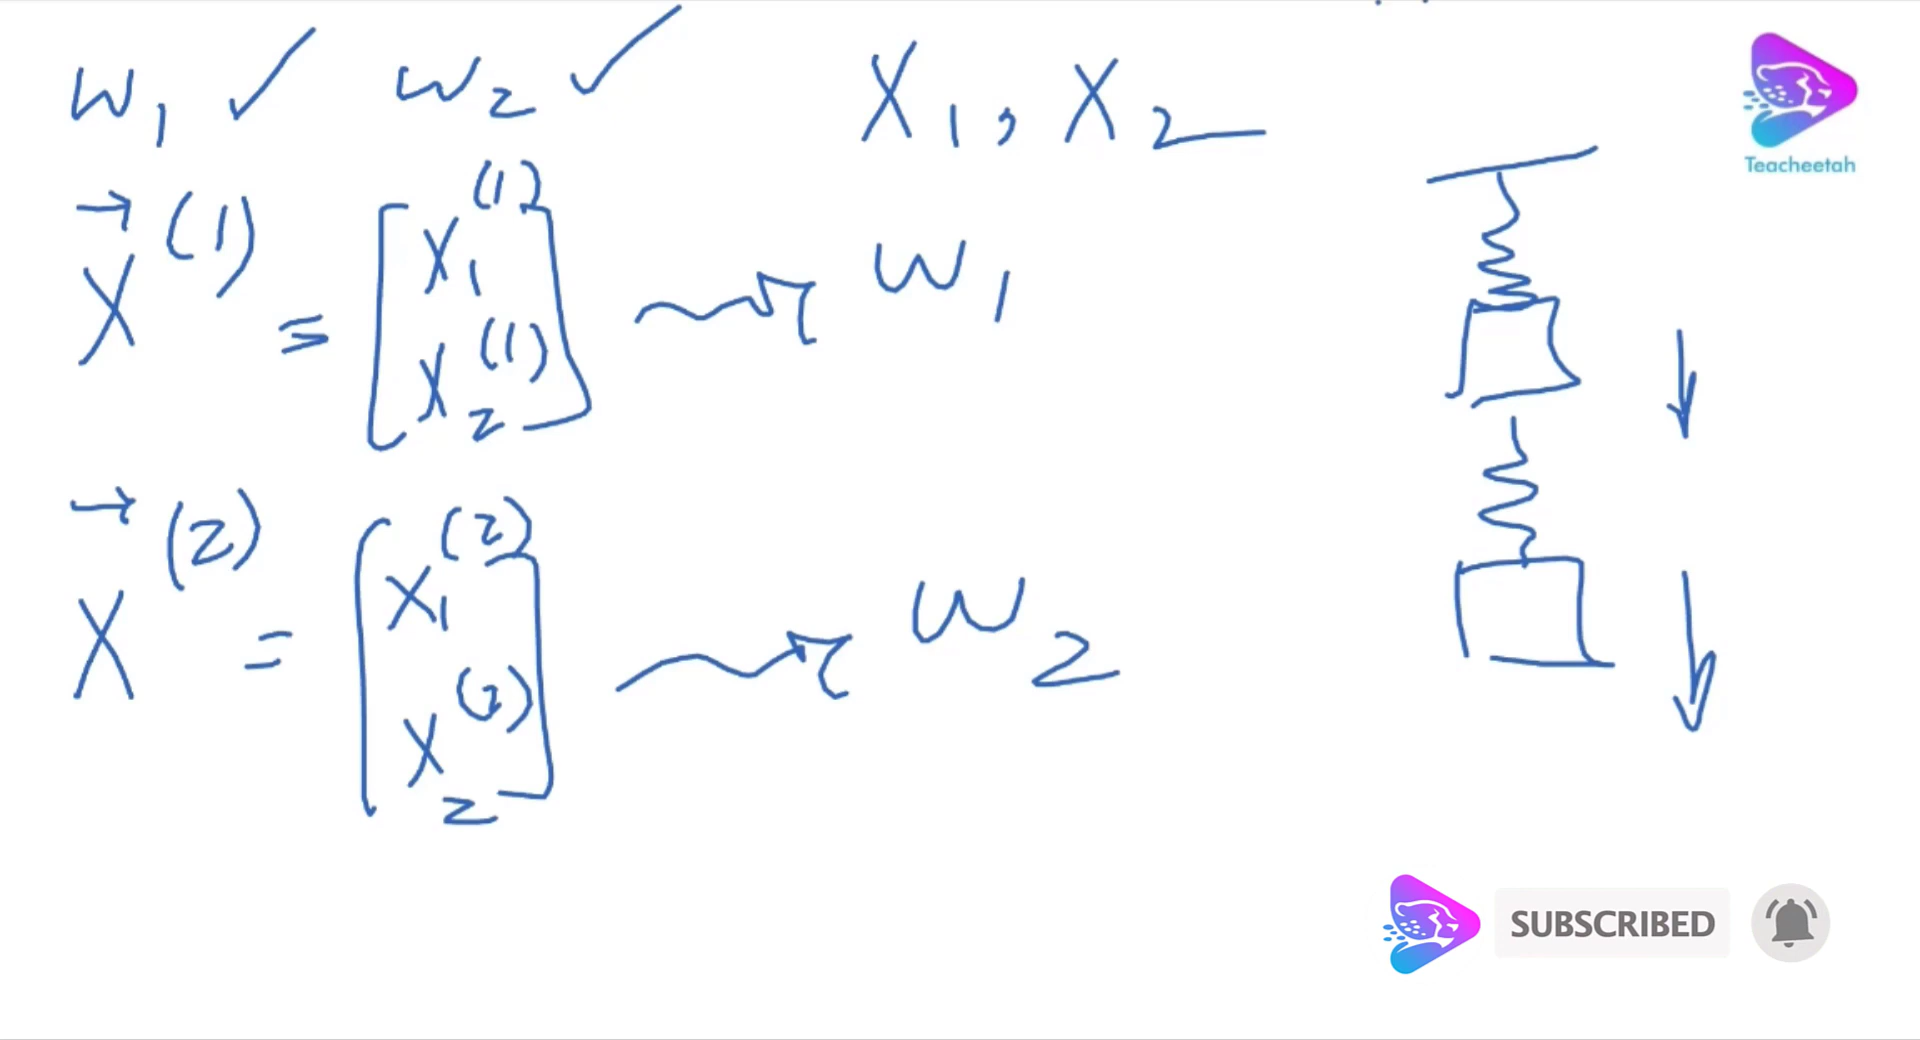 W₁ ✓ W₂ ✓ X₁, X₂
Teacheetah
X⃗⁽¹⁾ = [X₁⁽¹⁾ X₂⁽¹⁾] W₁
X⃗⁽²⁾ = [X₁⁽²⁾ X₂⁽²⁾] W₂
SUBSCRIBED